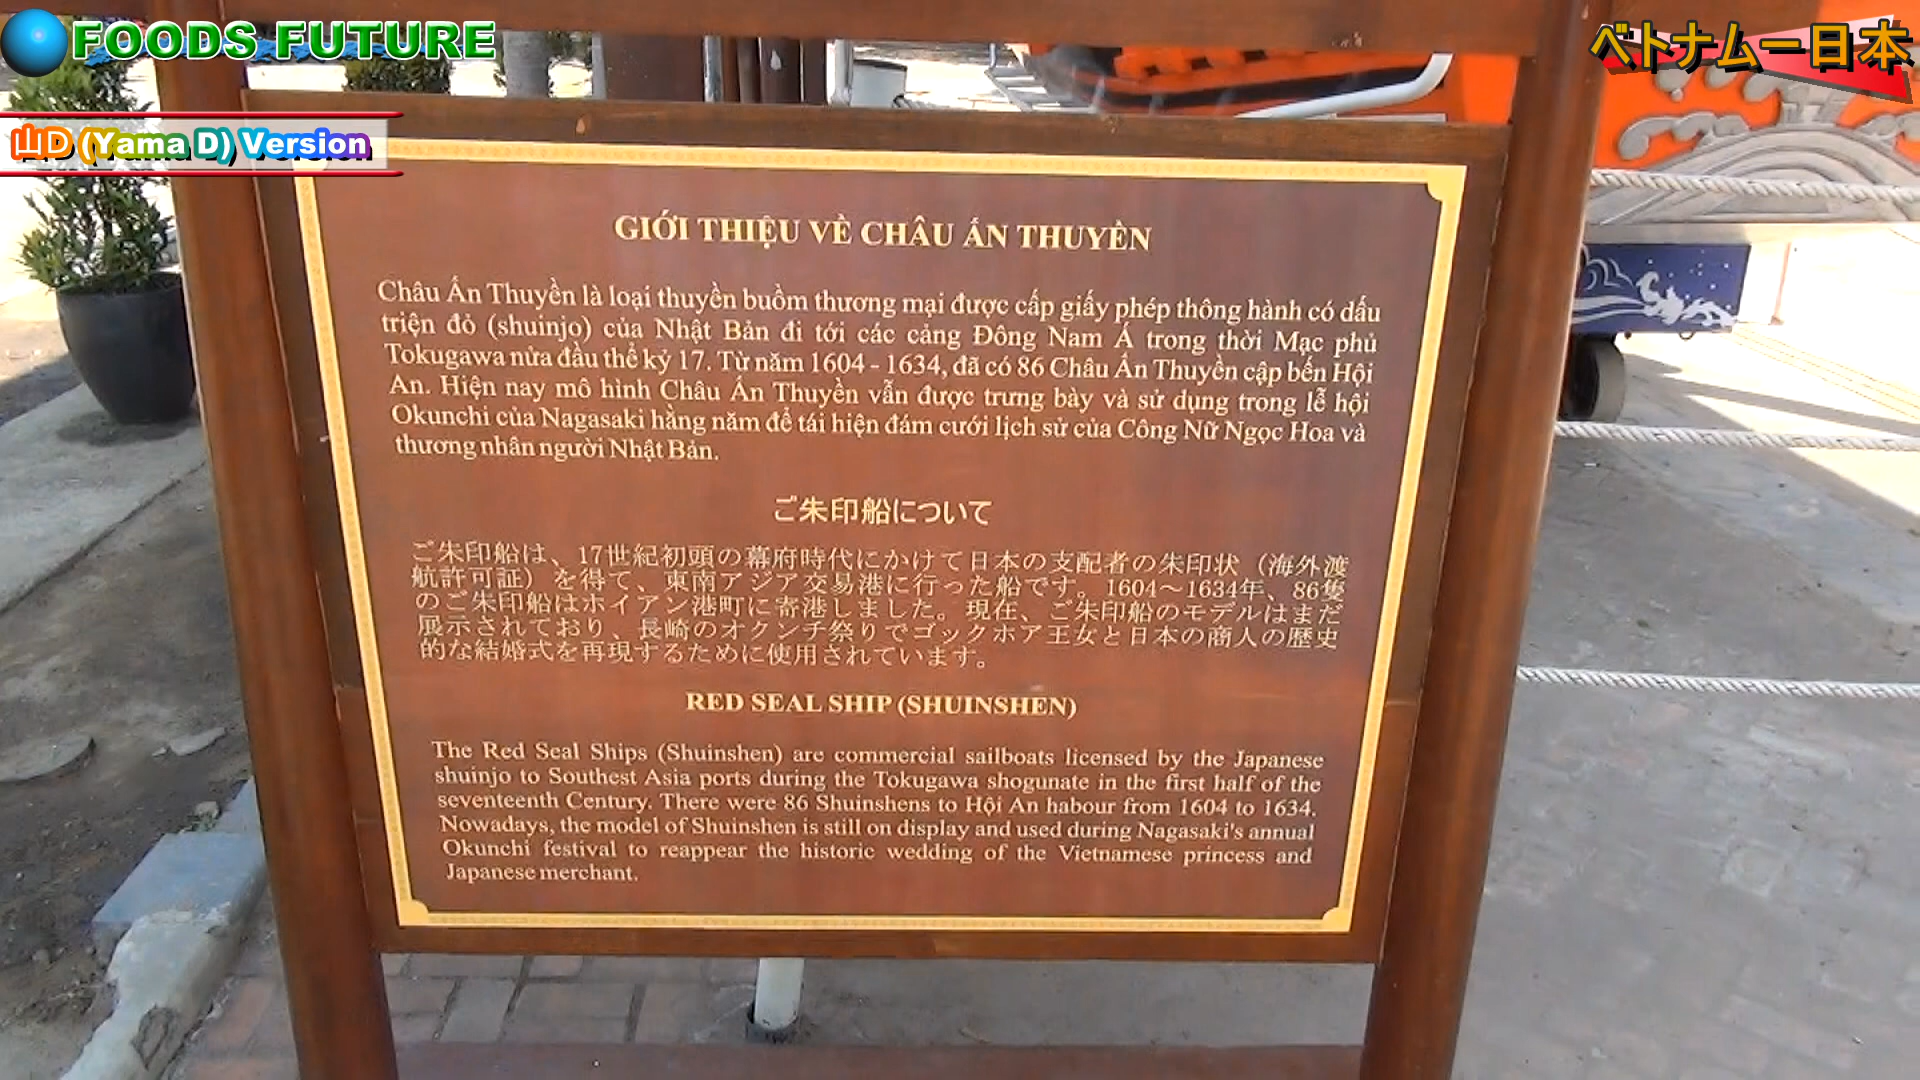 FOODS FUTURE
ベトナムー日本
山D (Yama D) Version
GIỚI THIỆU VỀ CHÂU ẤN THUYỀN
Châu Ấn Thuyền là loại thuyền buồm thương mại được cấp giấy phép thông hành có dấu
triện đỏ (shuinjo) của Nhật Bản đi tới các cảng Đông Nam Á trong thời Mạc phủ
Tokugawa nửa đầu thế kỷ 17. Từ năm 1604 - 1634, đã có 86 Châu Ấn Thuyền cập bến Hội
An. Hiện nay mô hình Châu Ấn Thuyền vẫn được trưng bày và sử dụng trong lễ hội
Okunchi của Nagasaki hằng năm để tái hiện đám cưới lịch sử của Công Nữ Ngọc Hoa và
thương nhân người Nhật Bản.
ご朱印船について
ご朱印船は、17世紀初頭の幕府時代にかけて日本の支配者の朱印状（海外渡
航許可証）を得て、東南アジア交易港に行った船です。1604～1634年、86隻
のご朱印船はホイアン港町に寄港しました。現在、ご朱印船のモデルはまだ
展示されており、長崎のオクンチ祭りでゴックホア王女と日本の商人の歴史
的な結婚式を再現するために使用されています。
RED SEAL SHIP (SHUINSHEN)
The Red Seal Ships (Shuinshen) are commercial sailboats licensed by the Japanese
shuinjo to Southest Asia ports during the Tokugawa shogunate in the first half of the
seventeenth Century. There were 86 Shuinshens to Hội An habour from 1604 to 1634.
Nowadays, the model of Shuinshen is still on display and used during Nagasaki's annual
Okunchi festival to reappear the historic wedding of the Vietnamese princess and
Japanese merchant.